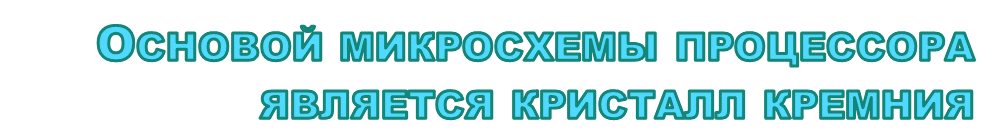 Основой микросхемы процессора
является кристалл кремния